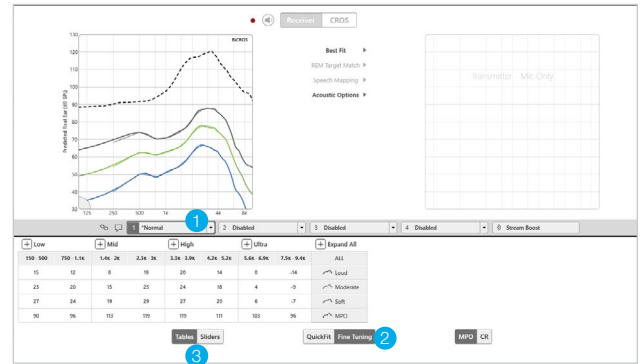 Receiver CROS
130 BiCROS
120
110
100
90
80
70
60
50
40
30
Predicted Real Ear (dB SPL)
125 250 500 1k 2k 4k 8k
Best Fit
REM Target Match
Speech Mapping
Acoustic Options
Transmitter - Mic Only
1 *Normal 2 Disabled 3 Disabled 4 Disabled Stream Boost
1
+ Low + Mid + High + Ultra + Expand All
150 - 500 750 - 1.1k 1.4k - 2k 2.3k - 3k 3.3k - 3.9k 4.2k - 5.2k 5.6k - 6.9k 7.5k - 9.4k ALL
15 12 8 19 20 14 0 -14 Loud
23 20 15 25 24 18 4 -9 Moderate
27 24 19 29 27 20 6 -7 Soft
90 96 113 119 119 111 103 96 MPO
Tables Sliders QuickFit Fine Tuning 2 MPO CR
3